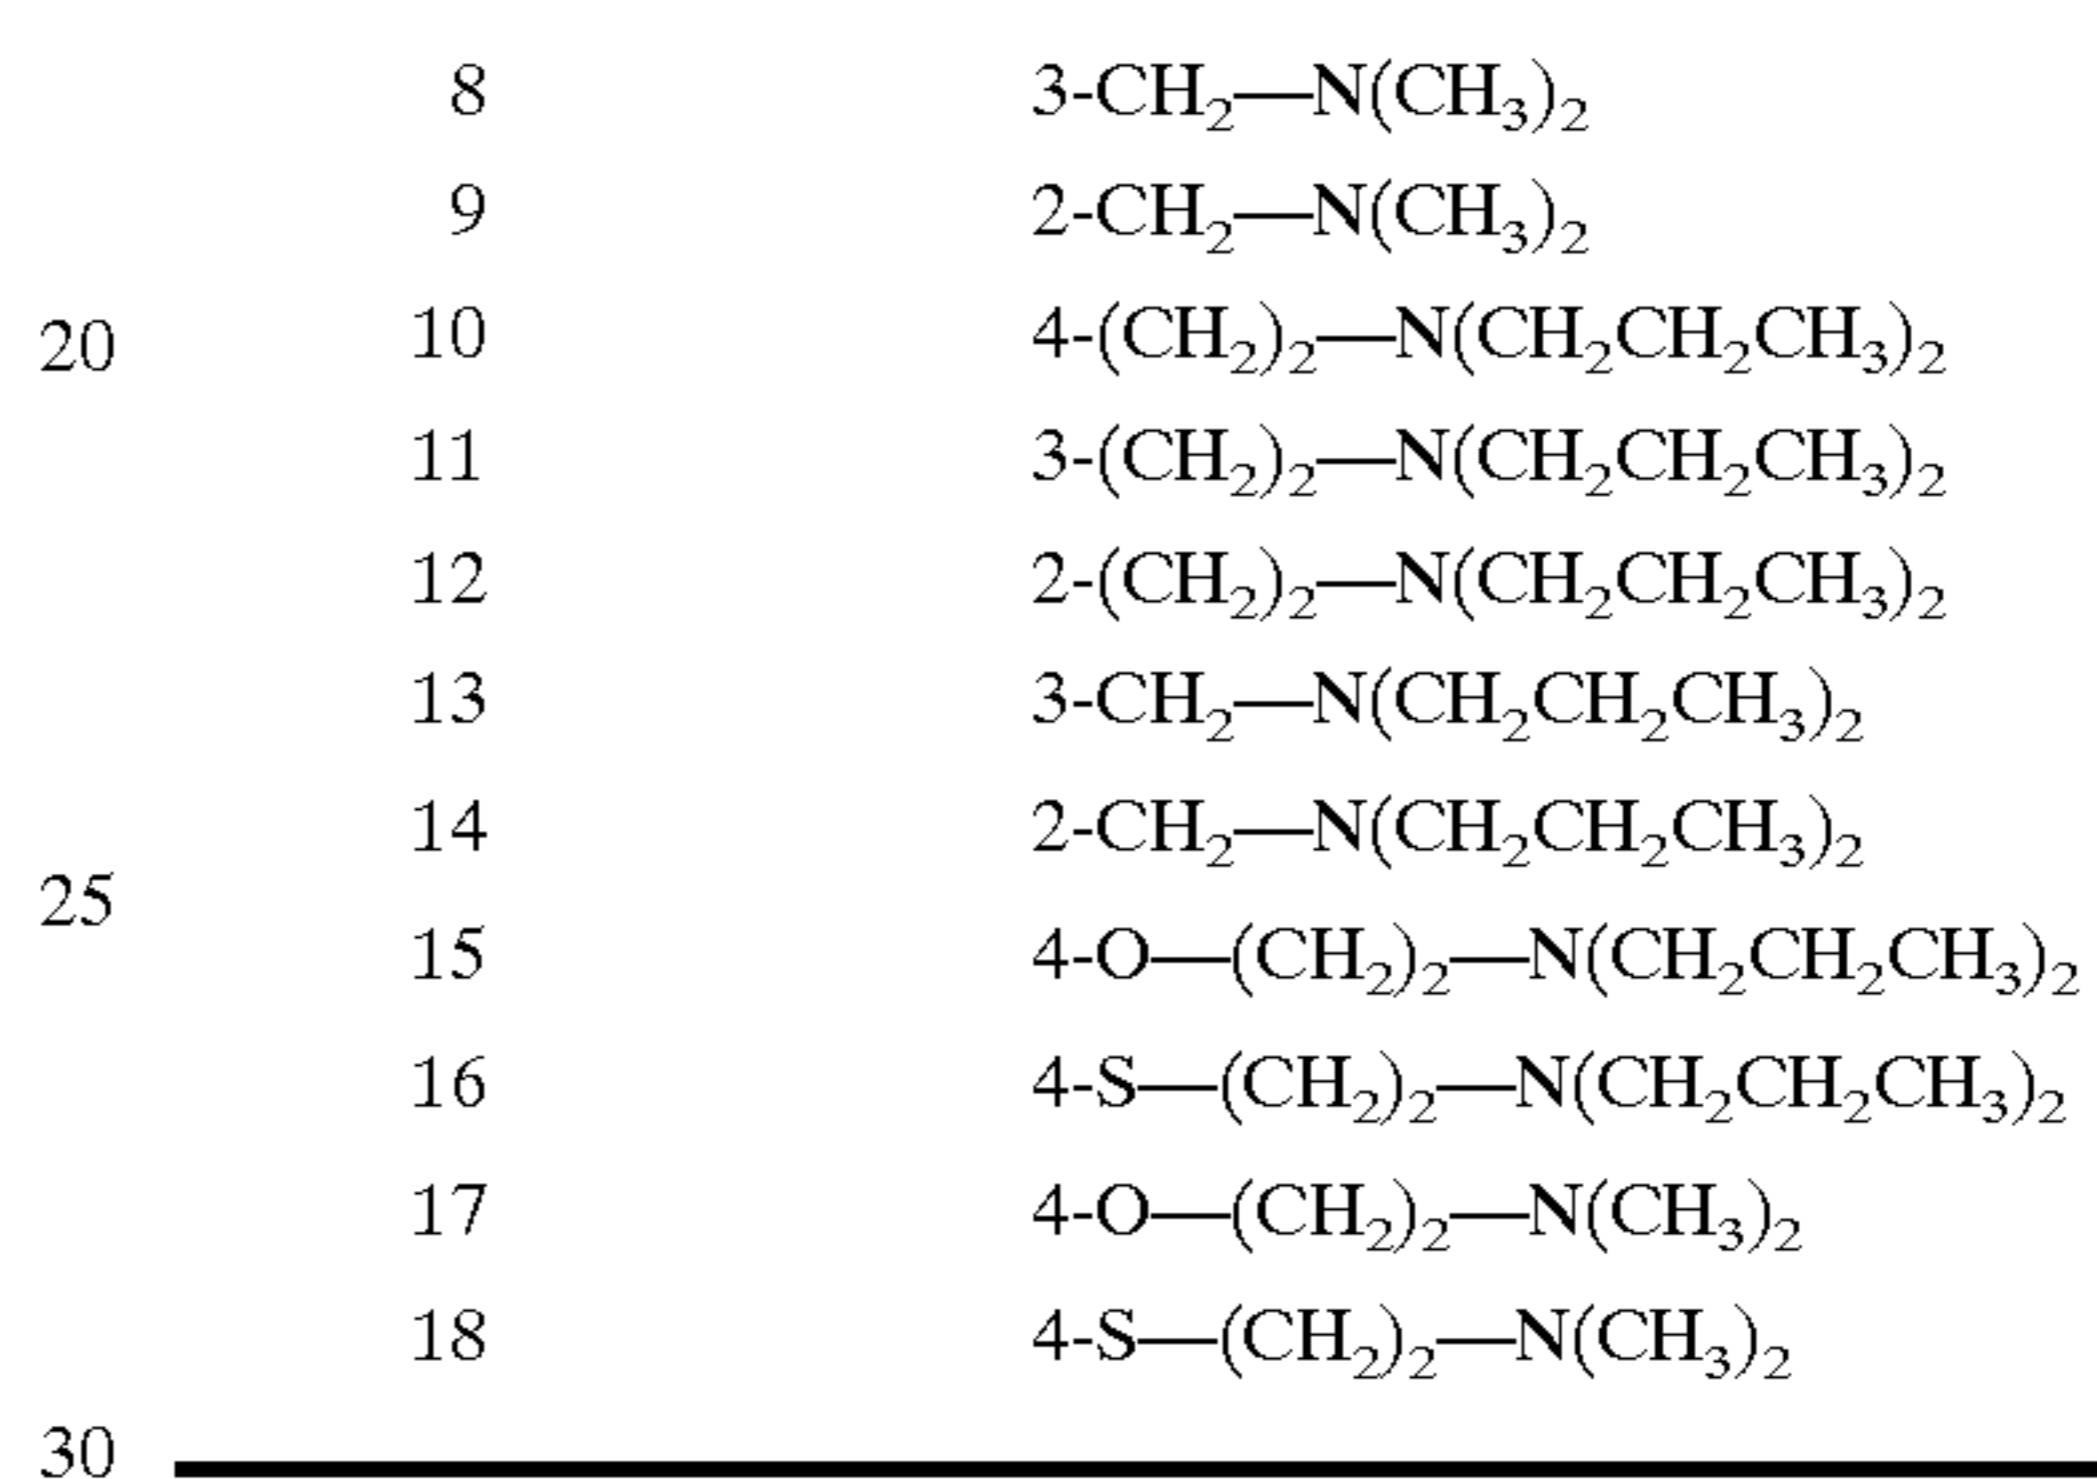 8 3-CH₂—N(CH₃)₂
9 2-CH₂—N(CH₃)₂
20 10 4-(CH₂)₂—N(CH₂CH₂CH₃)₂
11 3-(CH₂)₂—N(CH₂CH₂CH₃)₂
12 2-(CH₂)₂—N(CH₂CH₂CH₃)₂
13 3-CH₂—N(CH₂CH₂CH₃)₂
14 2-CH₂—N(CH₂CH₂CH₃)₂
25
15 4-O—(CH₂)₂—N(CH₂CH₂CH₃)₂
16 4-S—(CH₂)₂—N(CH₂CH₂CH₃)₂
17 4-O—(CH₂)₂—N(CH₃)₂
18 4-S—(CH₂)₂—N(CH₃)₂
30